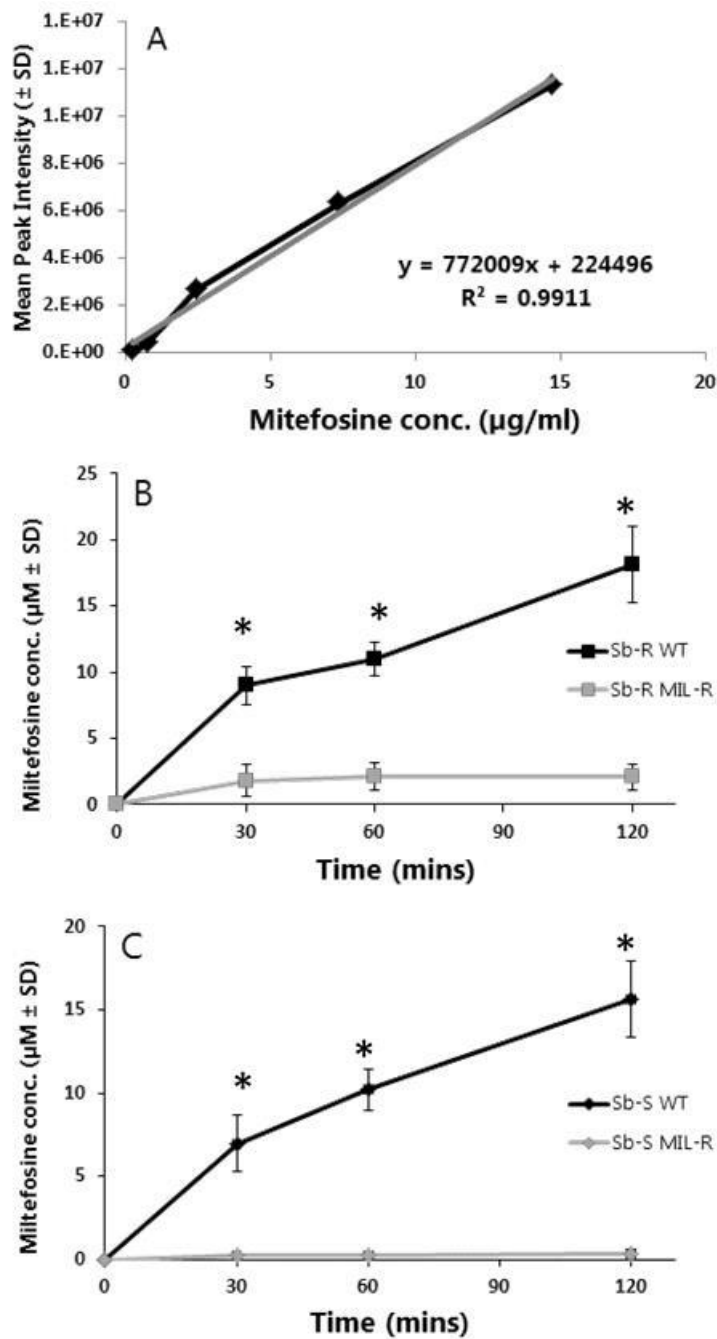 A
Mean Peak Intensity (± SD)
1.E+07
1.E+07
8.E+06
6.E+06
4.E+06
2.E+06
0.E+00
y = 772009x + 224496
R² = 0.9911
0 5 10 15 20
Mitefosine conc. (µg/ml)
B
Miltefosine conc. (µM ± SD)
25
20
15
10
5
0
*
*
*
Sb-R WT
Sb-R MIL-R
0 30 60 90 120
Time (mins)
C
Miltefosine conc. (µM ± SD)
20
15
10
5
0
*
*
*
Sb-S WT
Sb-S MIL-R
0 30 60 90 120
Time (mins)